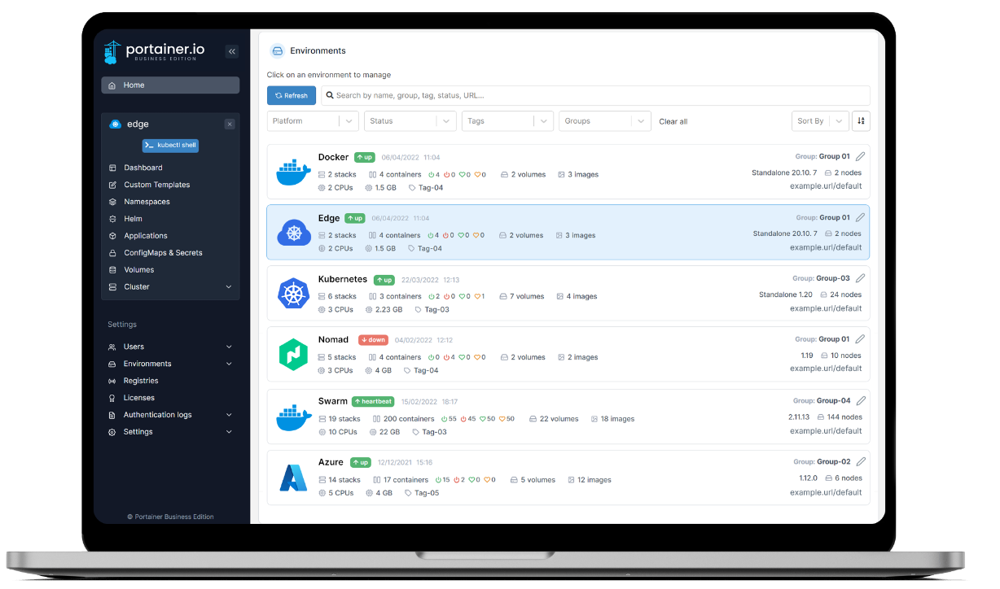 portainer.io
BUSINESS EDITION
Home
edge
kubectl shell
Dashboard
Custom Templates
Namespaces
Helm
Applications
ConfigMaps & Secrets
Volumes
Cluster
Settings
Users
Environments
Registries
Licenses
Authentication logs
Settings
© Portainer Business Edition
Environments
Click on an environment to manage
Refresh
Search by name, group, tag, status, URL...
Platform Status Tags Groups Clear all Sort By
Docker up 06/04/2022 11:04 Group: Group 01
2 stacks 4 containers 4 0 0 0 2 volumes 3 images Standalone 20.10. 7 2 nodes
2 CPUs 1.5 GB Tag-04 example.url/default
Edge up 06/04/2022 11:04 Group: Group 01
2 stacks 4 containers 4 0 0 0 2 volumes 3 images Standalone 20.10. 7 2 nodes
2 CPUs 1.5 GB Tag-04 example.url/default
Kubernetes up 22/03/2022 12:13 Group: Group-03
6 stacks 3 containers 2 0 0 1 7 volumes 4 images Standalone 1.20 24 nodes
3 CPUs 2.23 GB Tag-03 example.url/default
Nomad down 04/02/2022 12:12 Group: Group 01
5 stacks 4 containers 0 4 0 0 2 volumes 2 images 1.19 10 nodes
3 CPUs 4 GB Tag-04 example.url/default
Swarm heartbeat 15/02/2022 18:17 Group: Group-04
19 stacks 200 containers 55 45 50 50 22 volumes 18 images 2.11.13 144 nodes
10 CPUs 22 GB Tag-03 example.url/default
Azure up 12/12/2021 15:16 Group: Group-02
14 stacks 17 containers 15 2 0 0 5 volumes 12 images 1.12.0 6 nodes
5 CPUs 4 GB Tag-05 example.url/default